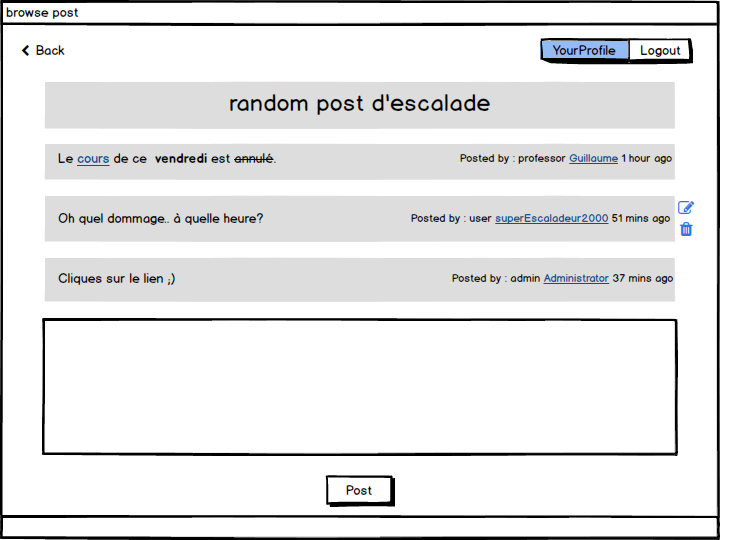 browse post
Back
YourProfile Logout
random post d'escalade
Le cours de ce vendredi est annulé. Posted by : professor Guillaume 1 hour ago
Oh quel dommage.. à quelle heure? Posted by : user superEscaladeur2000 51 mins ago
Cliques sur le lien ;) Posted by : admin Administrator 37 mins ago
Post